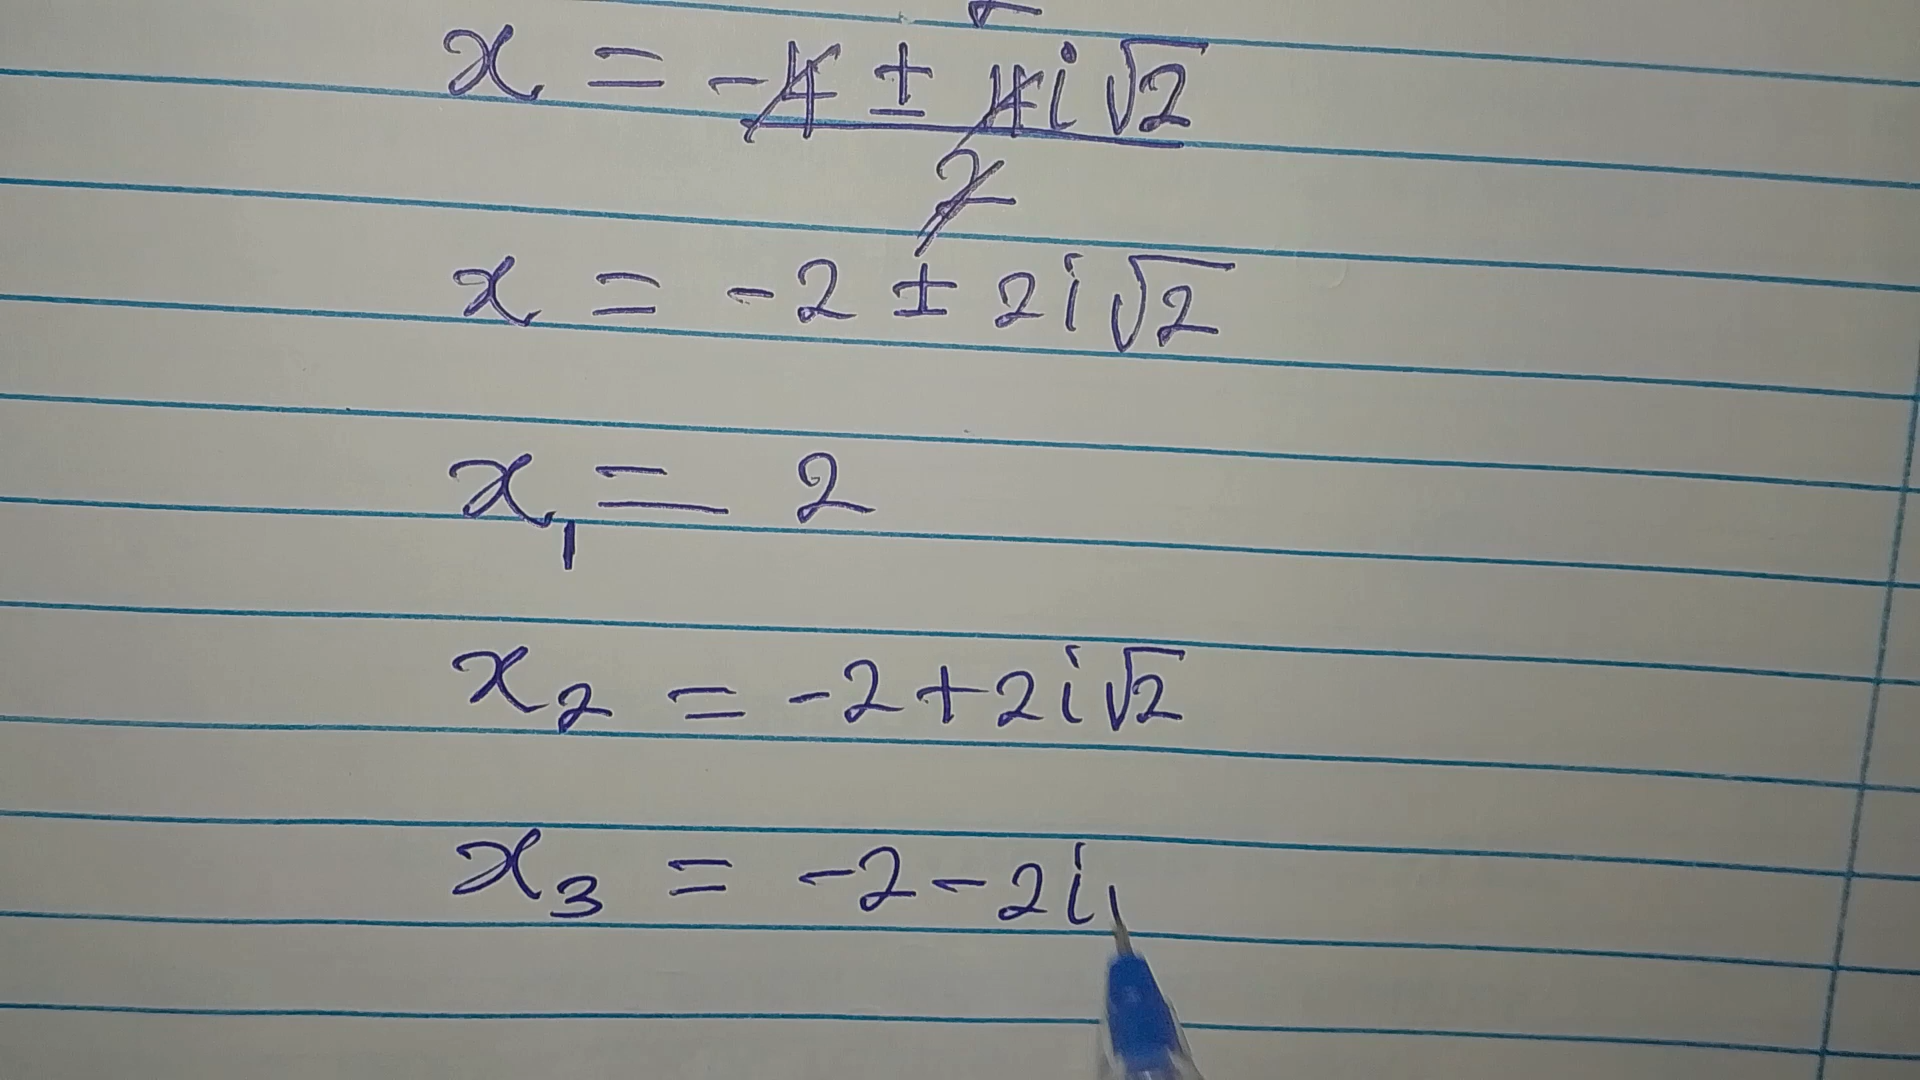 x = -4 ± 4i√2
2
x = -2 ± 2i√2
x₁ = 2
x₂ = -2+2i√2
x₃ = -2-2i